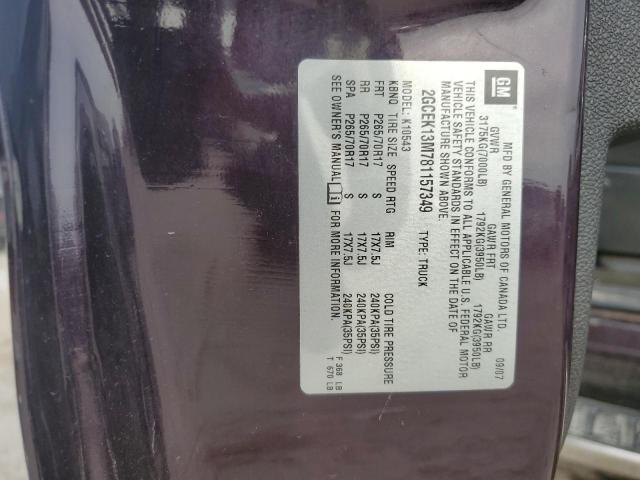 GM
MFD BY GENERAL MOTORS OF CANADA LTD. 09/07
GVWR GAWR FRT GAWR RR
3175KG(7000LB) 1792KG(3950LB) 1792KG(3950LB)
THIS VEHICLE CONFORMS TO ALL APPLICABLE U.S. FEDERAL MOTOR
VEHICLE SAFETY STANDARDS IN EFFECT ON THE DATE OF
MANUFACTURE SHOWN ABOVE.
2GCEK13M781157349 TYPE: TRUCK
MODEL: K10543
KBNQ TIRE SIZE SPEED RTG RIM COLD TIRE PRESSURE
FRT P265/70R17 S 17X7.5J 240KPA(35PSI)
RR P265/70R17 S 17X7.5J 240KPA(35PSI)
SPA P265/70R17 S 17X7.5J 240KPA(35PSI)
SEE OWNER'S MANUAL i FOR MORE INFORMATION.
F 368 LB
T 670 LB